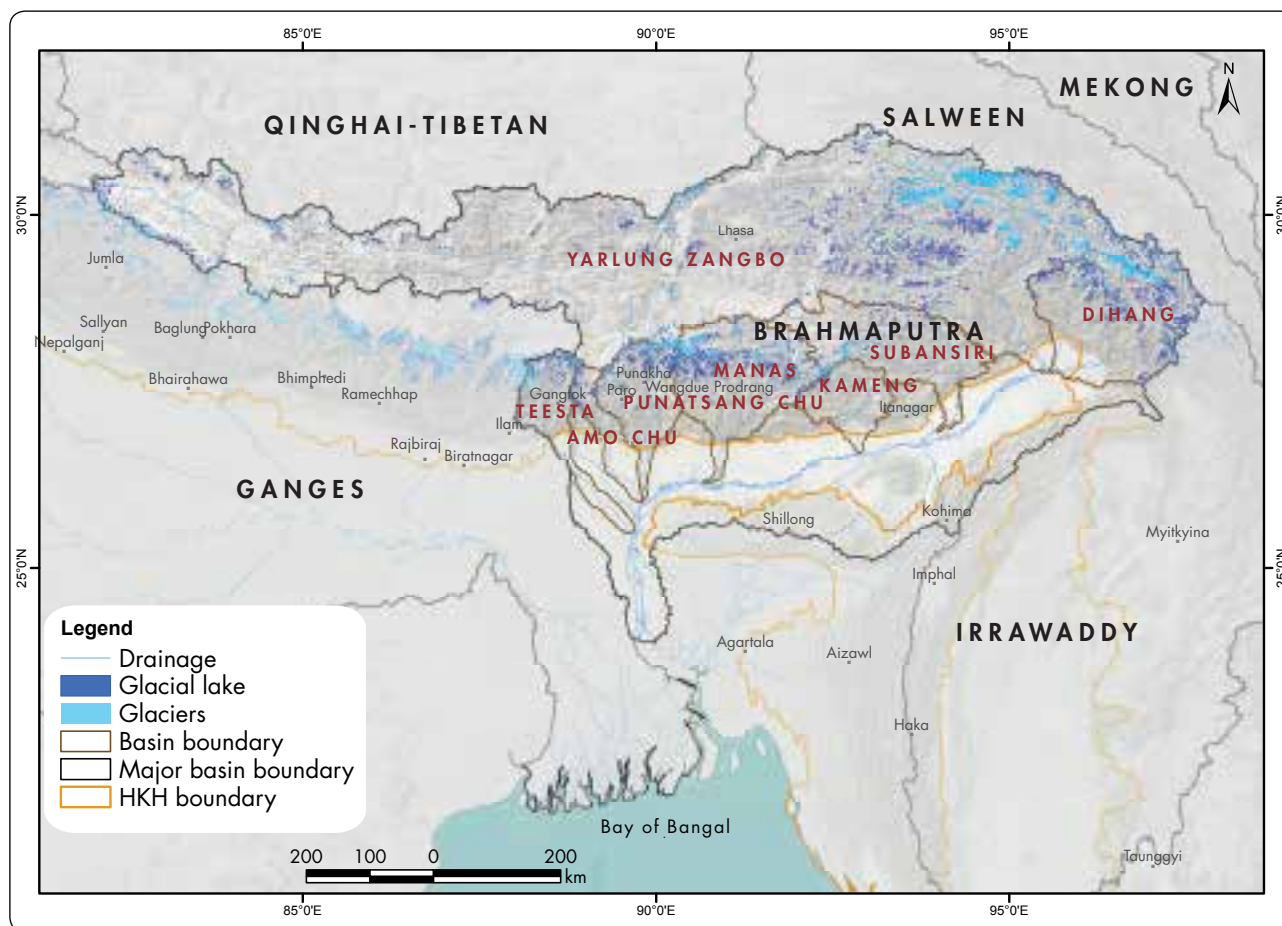 85°0'E 90°0'E 95°0'E
N
MEKONG
SALWEEN
QINGHAI-TIBETAN
30°0'N 30°0'N
Lhasa
YARLUNG ZANGBO
Jumla
DIHANG
Sallyan
Baglung Pokhara
BRAHMAPUTRA
Nepalganj
SUBANSIRI
Bhairahawa
Bhimphedi
Punakha
MANAS
Ramechhap
Gangtok
Paro
Wangdue Prodrang
KAMENG
PUNATSANG CHU
Itanagar
TEESTA
Ilam
AMO CHU
Rajbiraj
Biratnagar
GANGES
Shillong
Kohima
Myitkyina
25°0'N 25°0'N
Imphal
IRRAWADDY
Agartala
Aizawl
Haka
Legend
Drainage
Glacial lake
Glaciers
Basin boundary
Major basin boundary
HKH boundary
Bay of Bangal
Taunggyi
200 100 0 200
km
85°0'E 90°0'E 95°0'E